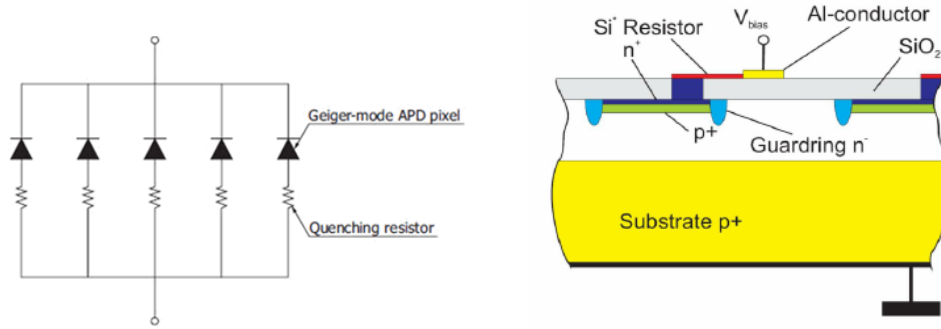 Geiger-mode APD pixel
Quenching resistor
V bias
Al-conductor
Si* Resistor
n+
SiO2
p+
Guardring n-
Substrate p+